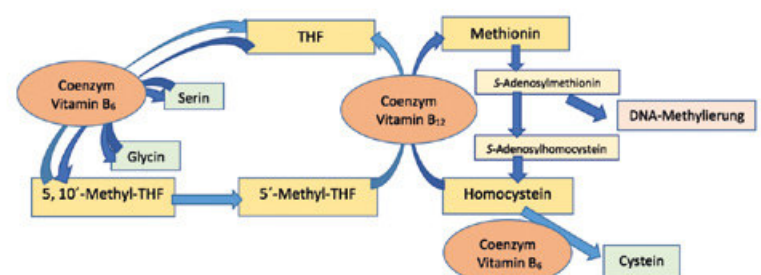 THF
Methionin
Coenzym
Vitamin B₆
Serin
S-Adenosylmethionin
Coenzym
Vitamin B₁₂
DNA-Methylierung
Glycin
S-Adenosylhomocystein
5, 10´-Methyl-THF
5´-Methyl-THF
Homocystein
Coenzym
Vitamin B₆
Cystein